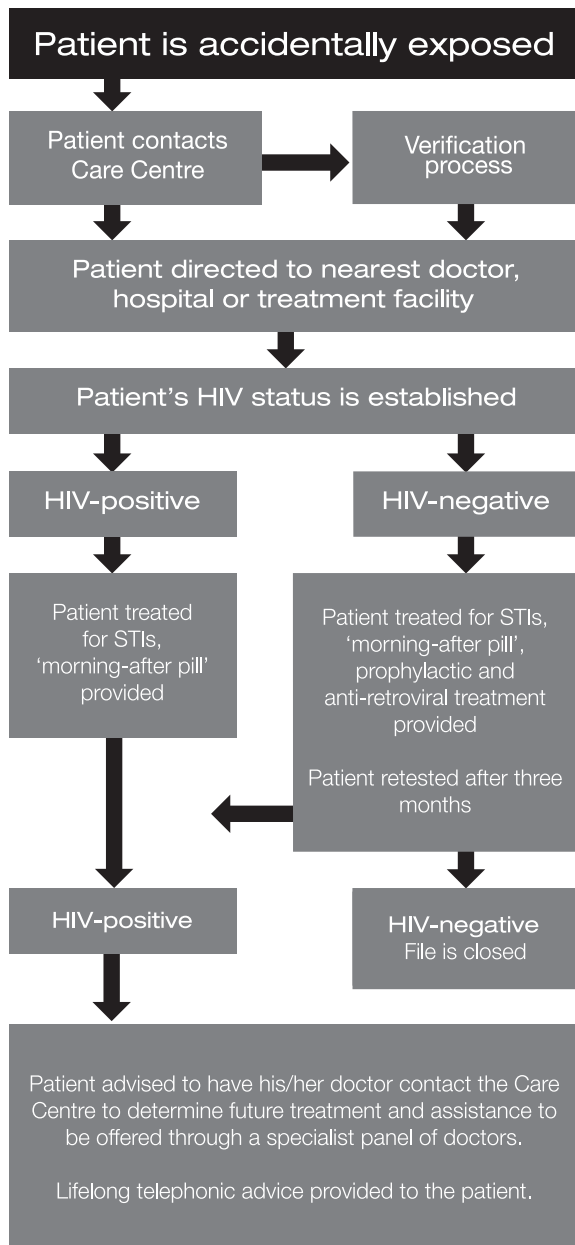 Patient is accidentally exposed
Patient contacts
Care Centre
Verification
process
Patient directed to nearest doctor,
hospital or treatment facility
Patient’s HIV status is established
HIV-positive
HIV-negative
Patient treated
for STIs,
‘morning-after pill’
provided
Patient treated for STIs,
‘morning-after pill’,
prophylactic and
anti-retroviral treatment
provided
Patient retested after three
months
HIV-positive
HIV-negative
File is closed
Patient advised to have his/her doctor contact the Care
Centre to determine future treatment and assistance to
be offered through a specialist panel of doctors.
Lifelong telephonic advice provided to the patient.